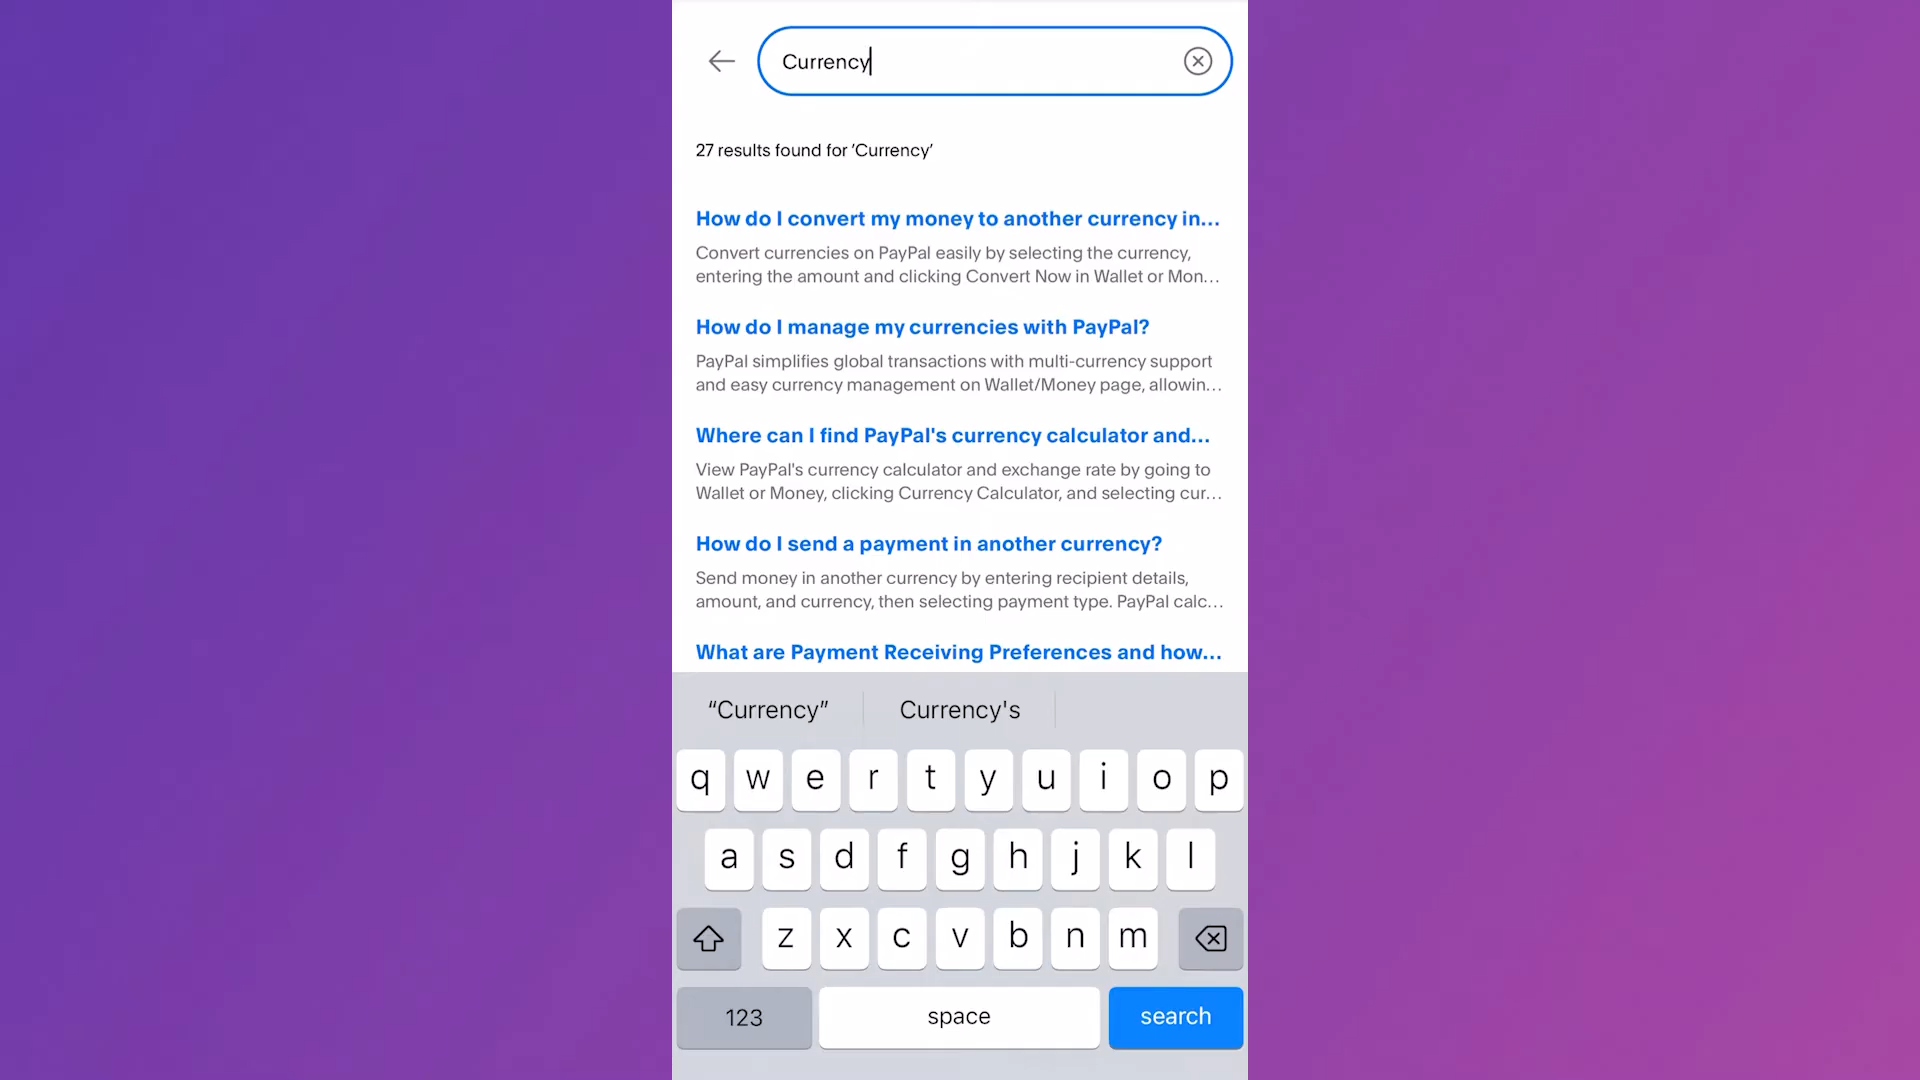 Currency
27 results found for 'Currency'
How do I convert my money to another currency in...
Convert currencies on PayPal easily by selecting the currency,
entering the amount and clicking Convert Now in Wallet or Mon...
How do I manage my currencies with PayPal?
PayPal simplifies global transactions with multi-currency support
and easy currency management on Wallet/Money page, allowin...
Where can I find PayPal's currency calculator and...
View PayPal's currency calculator and exchange rate by going to
Wallet or Money, clicking Currency Calculator, and selecting cur...
How do I send a payment in another currency?
Send money in another currency by entering recipient details,
amount, and currency, then selecting payment type. PayPal calc...
What are Payment Receiving Preferences and how...
“Currency” Currency's
q w e r t y u i o p
a s d f g h j k l
z x c v b n m
123 space search